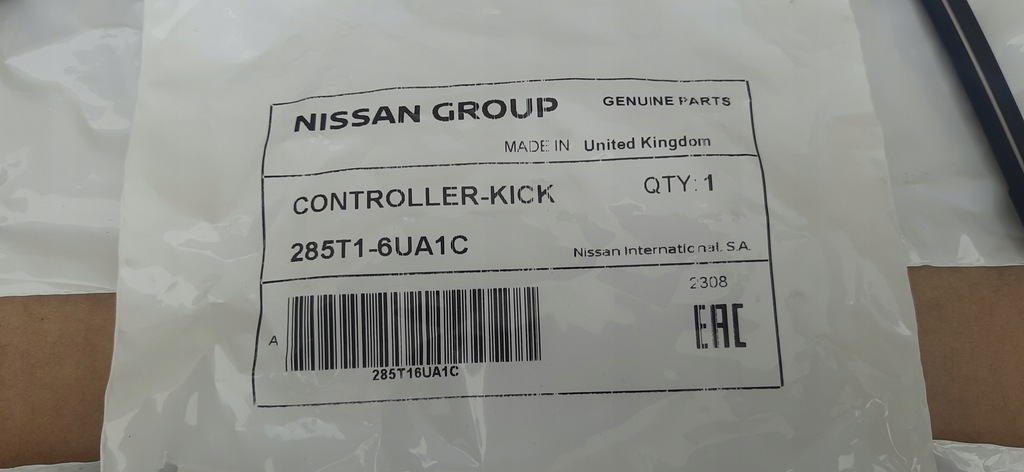 NISSAN GROUP GENUINE PARTS
MADE IN United Kingdom
CONTROLLER-KICK QTY: 1
285T1-6UA1C Nissan International. S.A.
2308
A
EAC
285T16UA1C